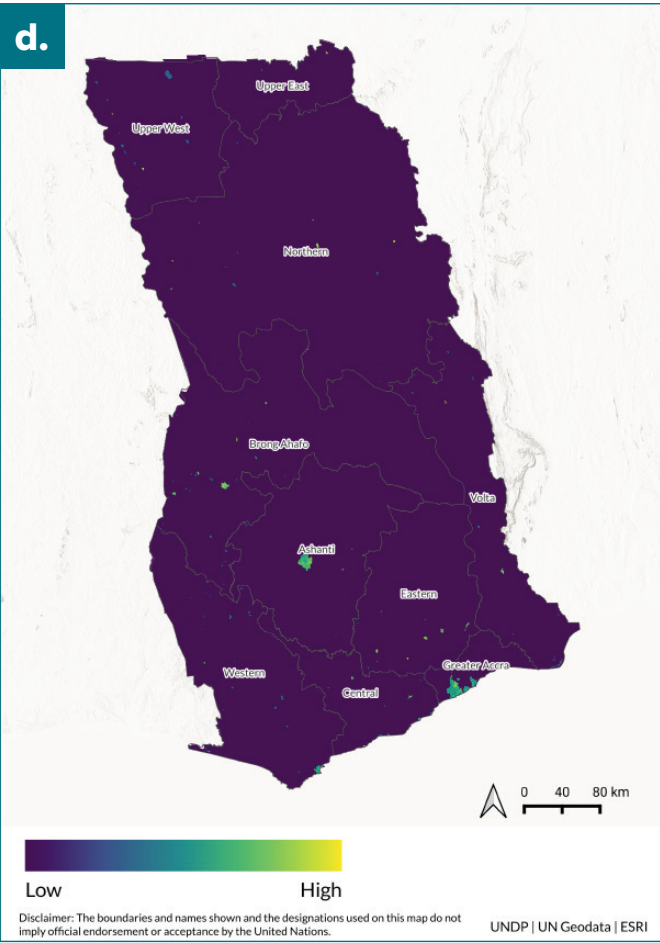 d.
Upper East
Upper West
Northern
Brong Ahafo
Volta
Ashanti
Eastern
Greater Accra
Western
Central
0 40 80 km
Low High
Disclaimer: The boundaries and names shown and the designations used on this map do not
imply official endorsement or acceptance by the United Nations.
UNDP | UN Geodata | ESRI